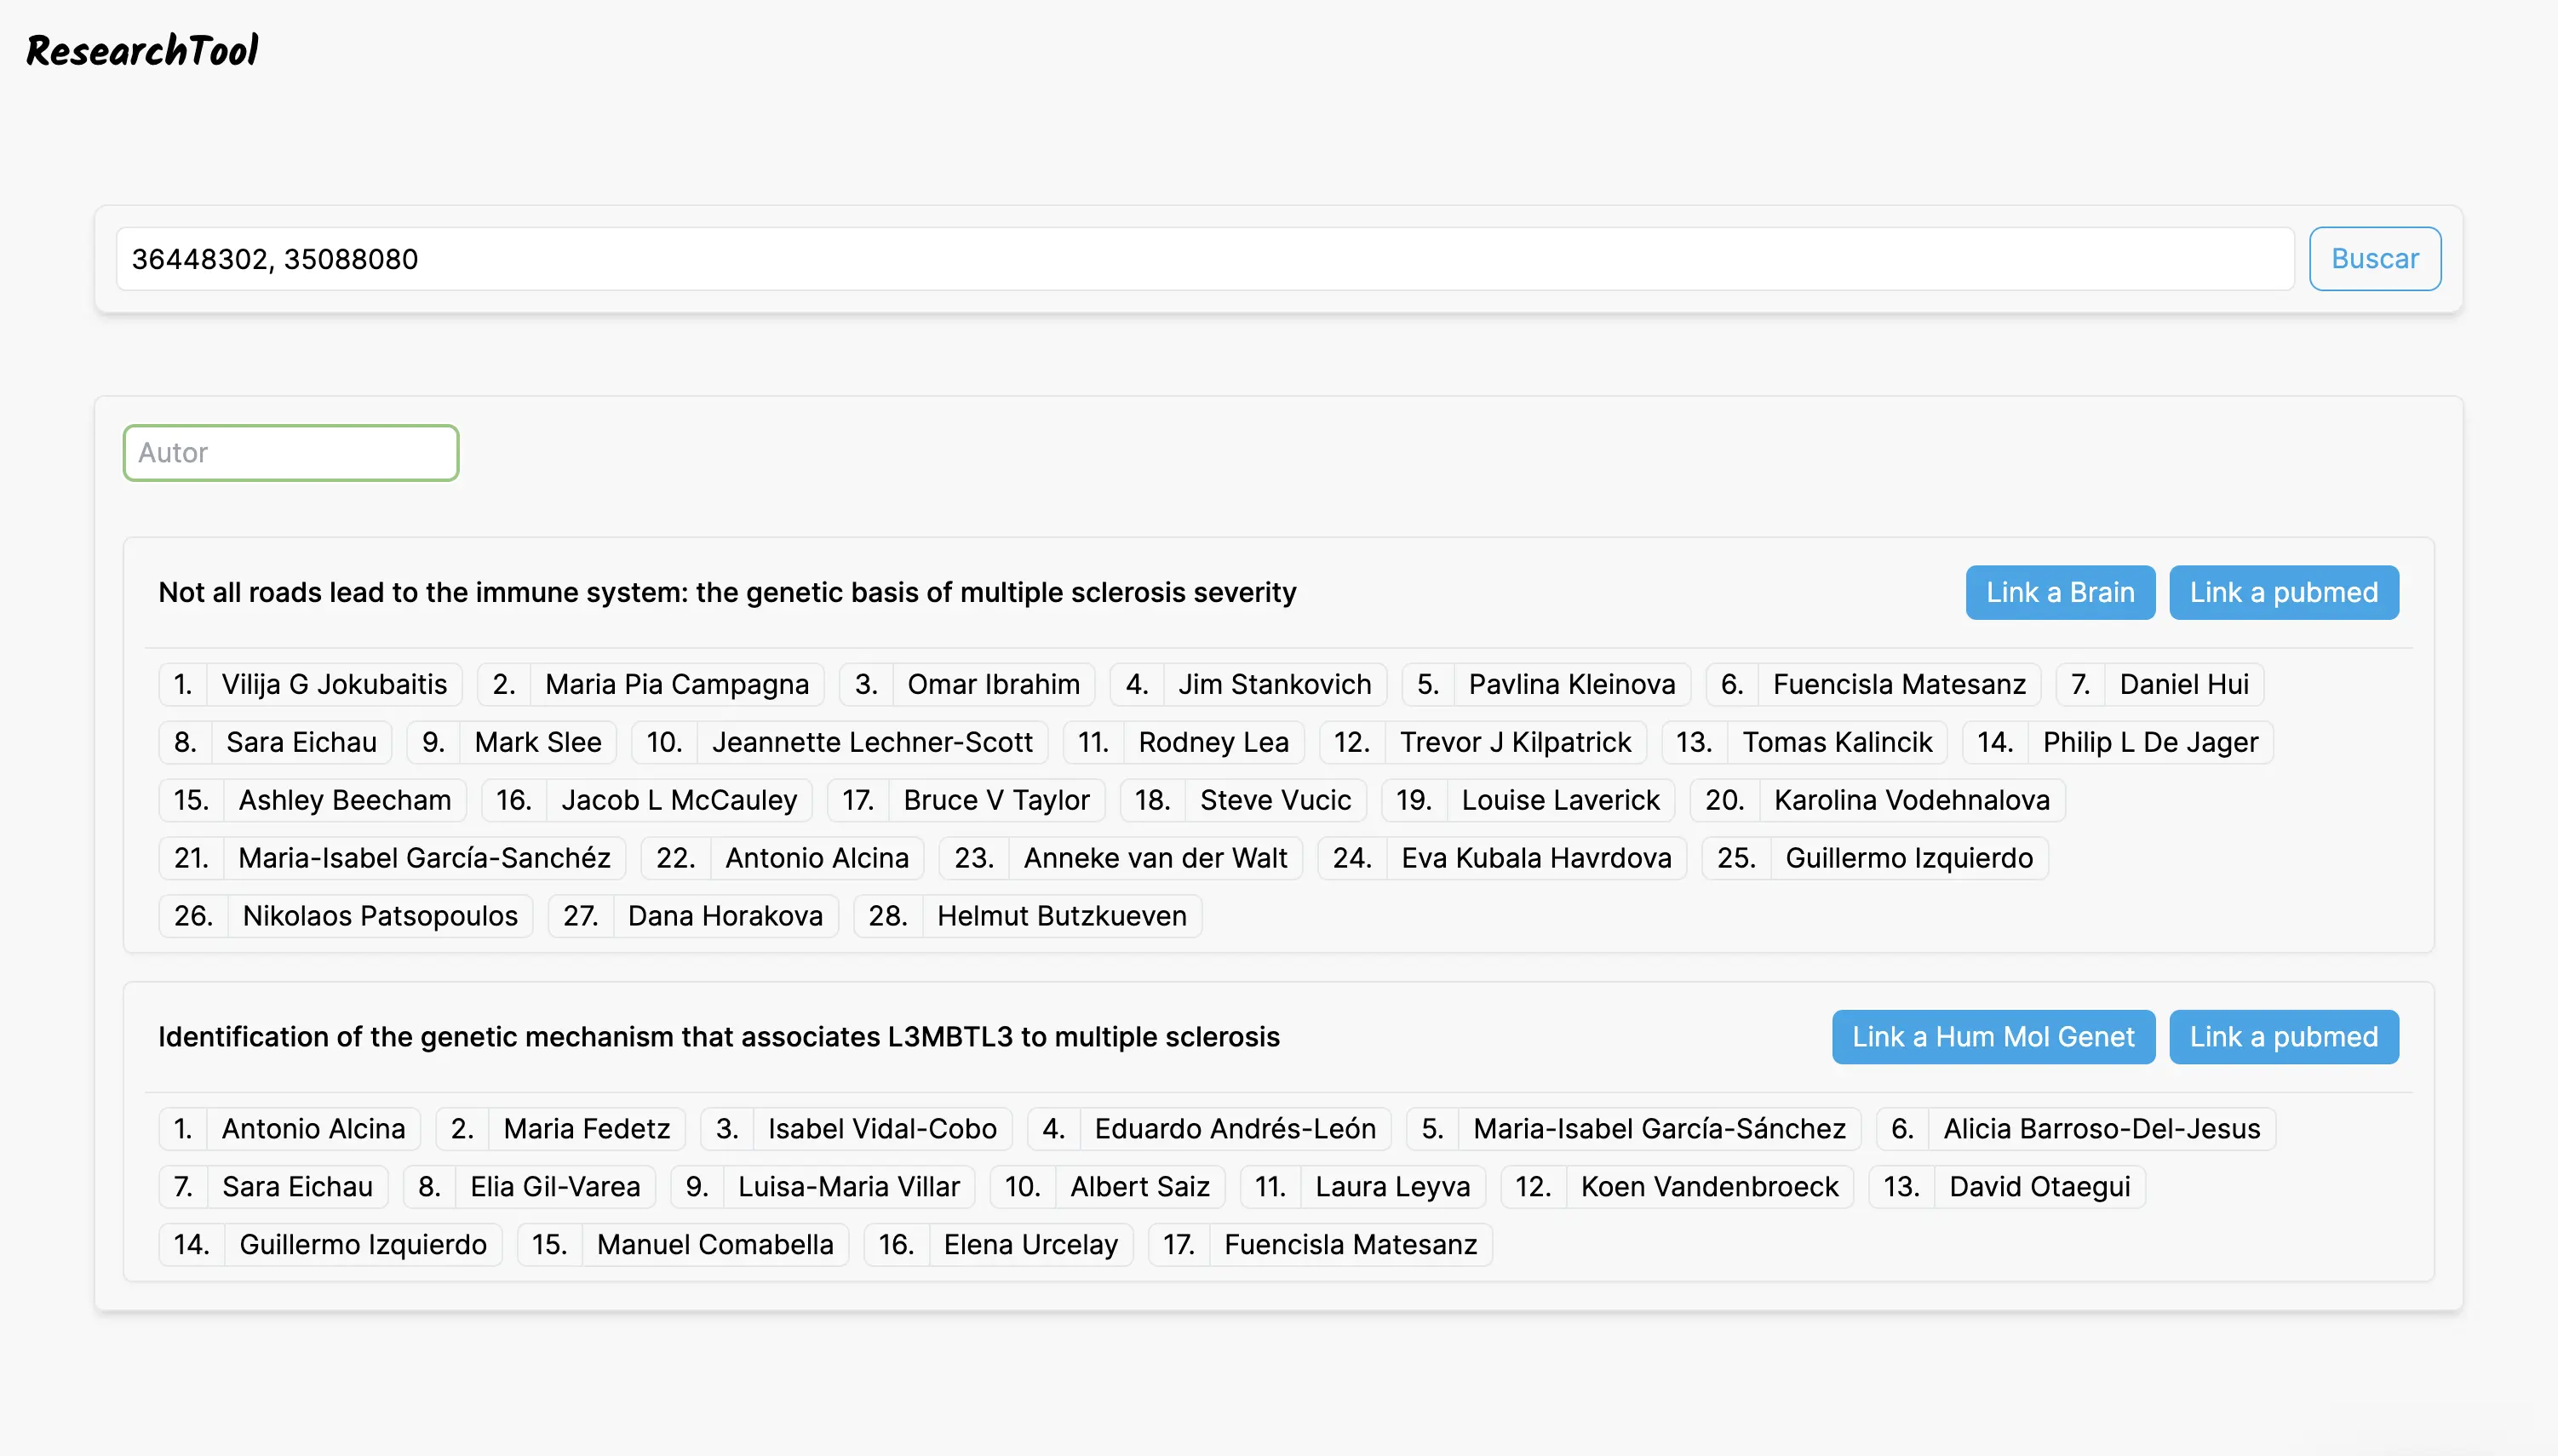 ResearchTool
36448302, 35088080
Buscar
Autor
Not all roads lead to the immune system: the genetic basis of multiple sclerosis severity
Link a Brain
Link a pubmed
1. Vilija G Jokubaitis 2. Maria Pia Campagna 3. Omar Ibrahim 4. Jim Stankovich 5. Pavlina Kleinova 6. Fuencisla Matesanz 7. Daniel Hui
8. Sara Eichau 9. Mark Slee 10. Jeannette Lechner-Scott 11. Rodney Lea 12. Trevor J Kilpatrick 13. Tomas Kalincik 14. Philip L De Jager
15. Ashley Beecham 16. Jacob L McCauley 17. Bruce V Taylor 18. Steve Vucic 19. Louise Laverick 20. Karolina Vodehnalova
21. Maria-Isabel García-Sanchéz 22. Antonio Alcina 23. Anneke van der Walt 24. Eva Kubala Havrdova 25. Guillermo Izquierdo
26. Nikolaos Patsopoulos 27. Dana Horakova 28. Helmut Butzkueven
Identification of the genetic mechanism that associates L3MBTL3 to multiple sclerosis
Link a Hum Mol Genet
Link a pubmed
1. Antonio Alcina 2. Maria Fedetz 3. Isabel Vidal-Cobo 4. Eduardo Andrés-León 5. Maria-Isabel García-Sánchez 6. Alicia Barroso-Del-Jesus
7. Sara Eichau 8. Elia Gil-Varea 9. Luisa-Maria Villar 10. Albert Saiz 11. Laura Leyva 12. Koen Vandenbroeck 13. David Otaegui
14. Guillermo Izquierdo 15. Manuel Comabella 16. Elena Urcelay 17. Fuencisla Matesanz